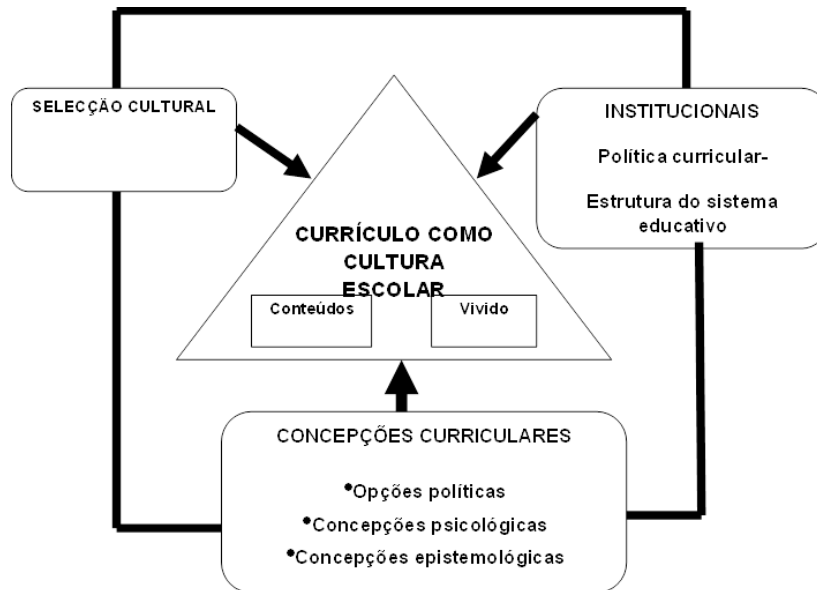 SELECÇÃO CULTURAL
INSTITUCIONAIS
Política curricular-
Estrutura do sistema
educativo
CURRÍCULO COMO
CULTURA
ESCOLAR
Conteúdos
Vivido
CONCEPÇÕES CURRICULARES
•Opções políticas
•Concepções psicológicas
•Concepções epistemológicas